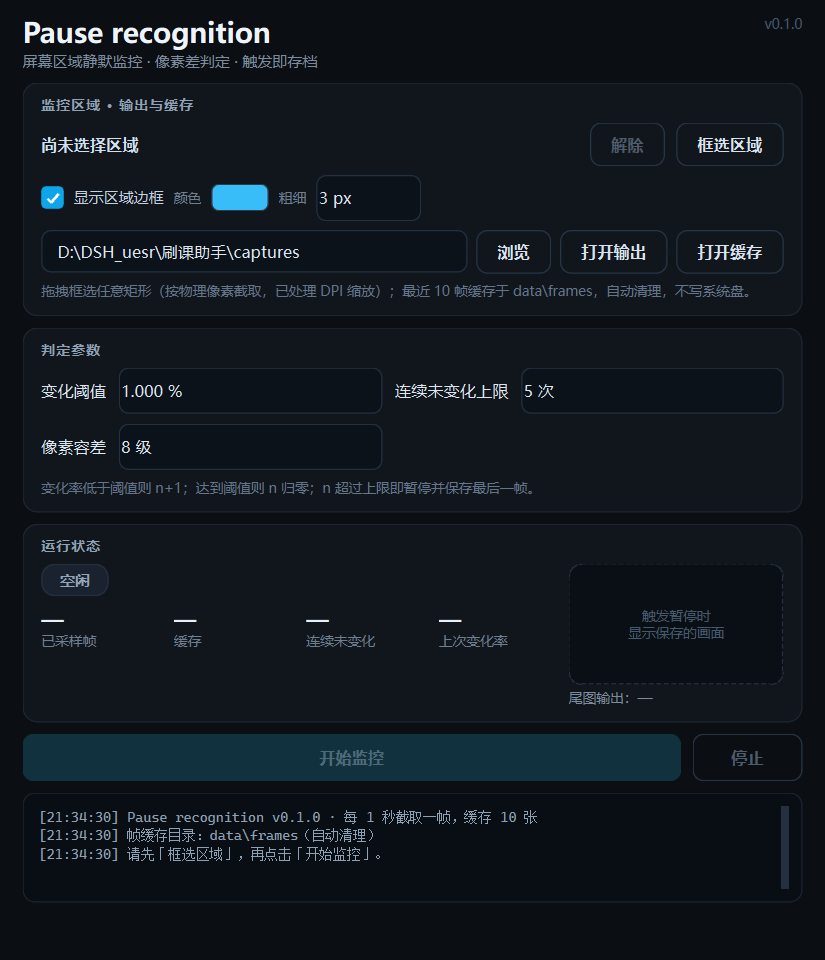 Pause recognition
v0.1.0
屏幕区域静默监控 · 像素差判定 · 触发即存档
监控区域 • 输出与缓存
尚未选择区域
解除
框选区域
显示区域边框 颜色 粗细 3 px
D:\DSH_uesr\刷课助手\captures
浏览
打开输出
打开缓存
拖拽框选任意矩形（按物理像素截取，已处理 DPI 缩放）；最近 10 帧缓存于 data\frames，自动清理，不写系统盘。
判定参数
变化阈值 1.000 % 连续未变化上限 5 次
像素容差 8 级
变化率低于阈值则 n+1；达到阈值则 n 归零；n 超过上限即暂停并保存最后一帧。
运行状态
空闲
— — — —
已采样帧 缓存 连续未变化 上次变化率
触发暂停时
显示保存的画面
尾图输出：—
开始监控
停止
[21:34:30] Pause recognition v0.1.0 · 每 1 秒截取一帧，缓存 10 张
[21:34:30] 帧缓存目录：data\frames（自动清理）
[21:34:30] 请先「框选区域」，再点击「开始监控」。